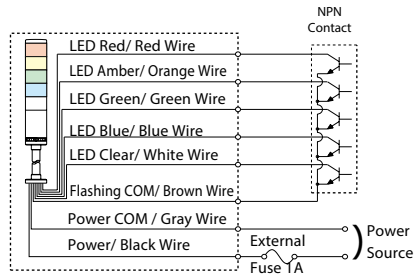 NPN
Contact
LED Red/ Red Wire
LED Amber/ Orange Wire
LED Green/ Green Wire
LED Blue/ Blue Wire
LED Clear/ White Wire
Flashing COM/ Brown Wire
Power COM / Gray Wire
Power/ Black Wire
External
Fuse 1A
Power
Source